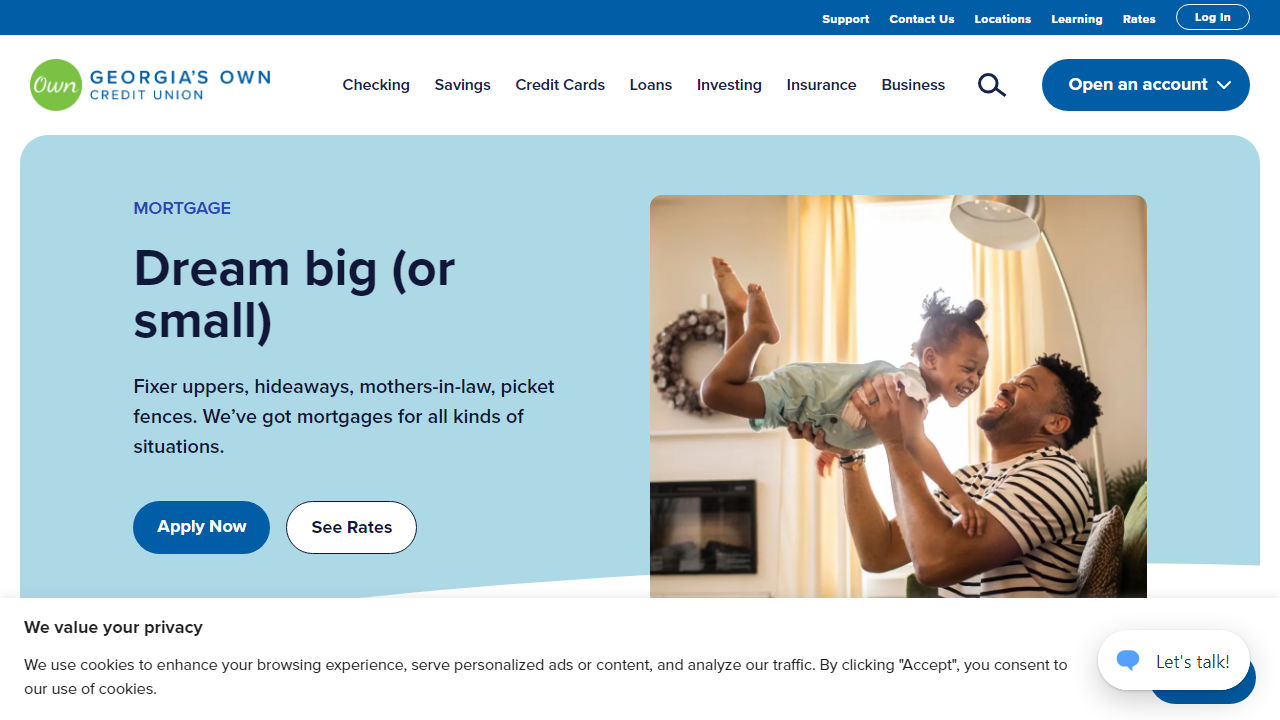 Support Contact Us Locations Learning Rates Log In
Own GEORGIA'S OWN
CREDIT UNION
Checking Savings Credit Cards Loans Investing Insurance Business Open an account
MORTGAGE
Dream big (or
small)
Fixer uppers, hideaways, mothers-in-law, picket
fences. We’ve got mortgages for all kinds of
situations.
Apply Now See Rates
We value your privacy
We use cookies to enhance your browsing experience, serve personalized ads or content, and analyze our traffic. By clicking "Accept", you consent to
our use of cookies.
Let's talk!